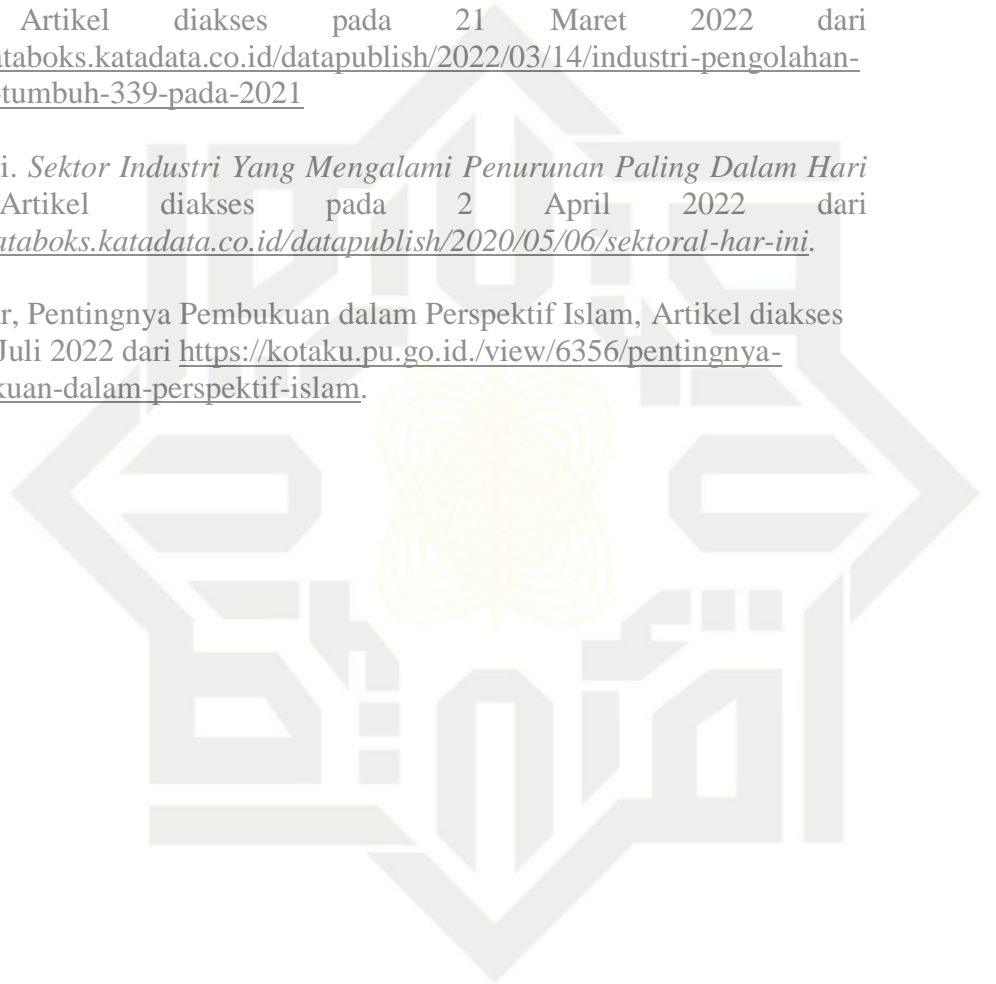 Artikel diakses pada 21 Maret 2022 dari
taboks.katadata.co.id/datapublish/2022/03/14/industri-pengolahan-
tumbuh-339-pada-2021
i. Sektor Industri Yang Mengalami Penurunan Paling Dalam Hari
Artikel diakses pada 2 April 2022 dari
ataboks.katadata.co.id/datapublish/2020/05/06/sektoral-har-ini.
r, Pentingnya Pembukuan dalam Perspektif Islam, Artikel diakses
Juli 2022 dari https://kotaku.pu.go.id./view/6356/pentingnya-
kuan-dalam-perspektif-islam.